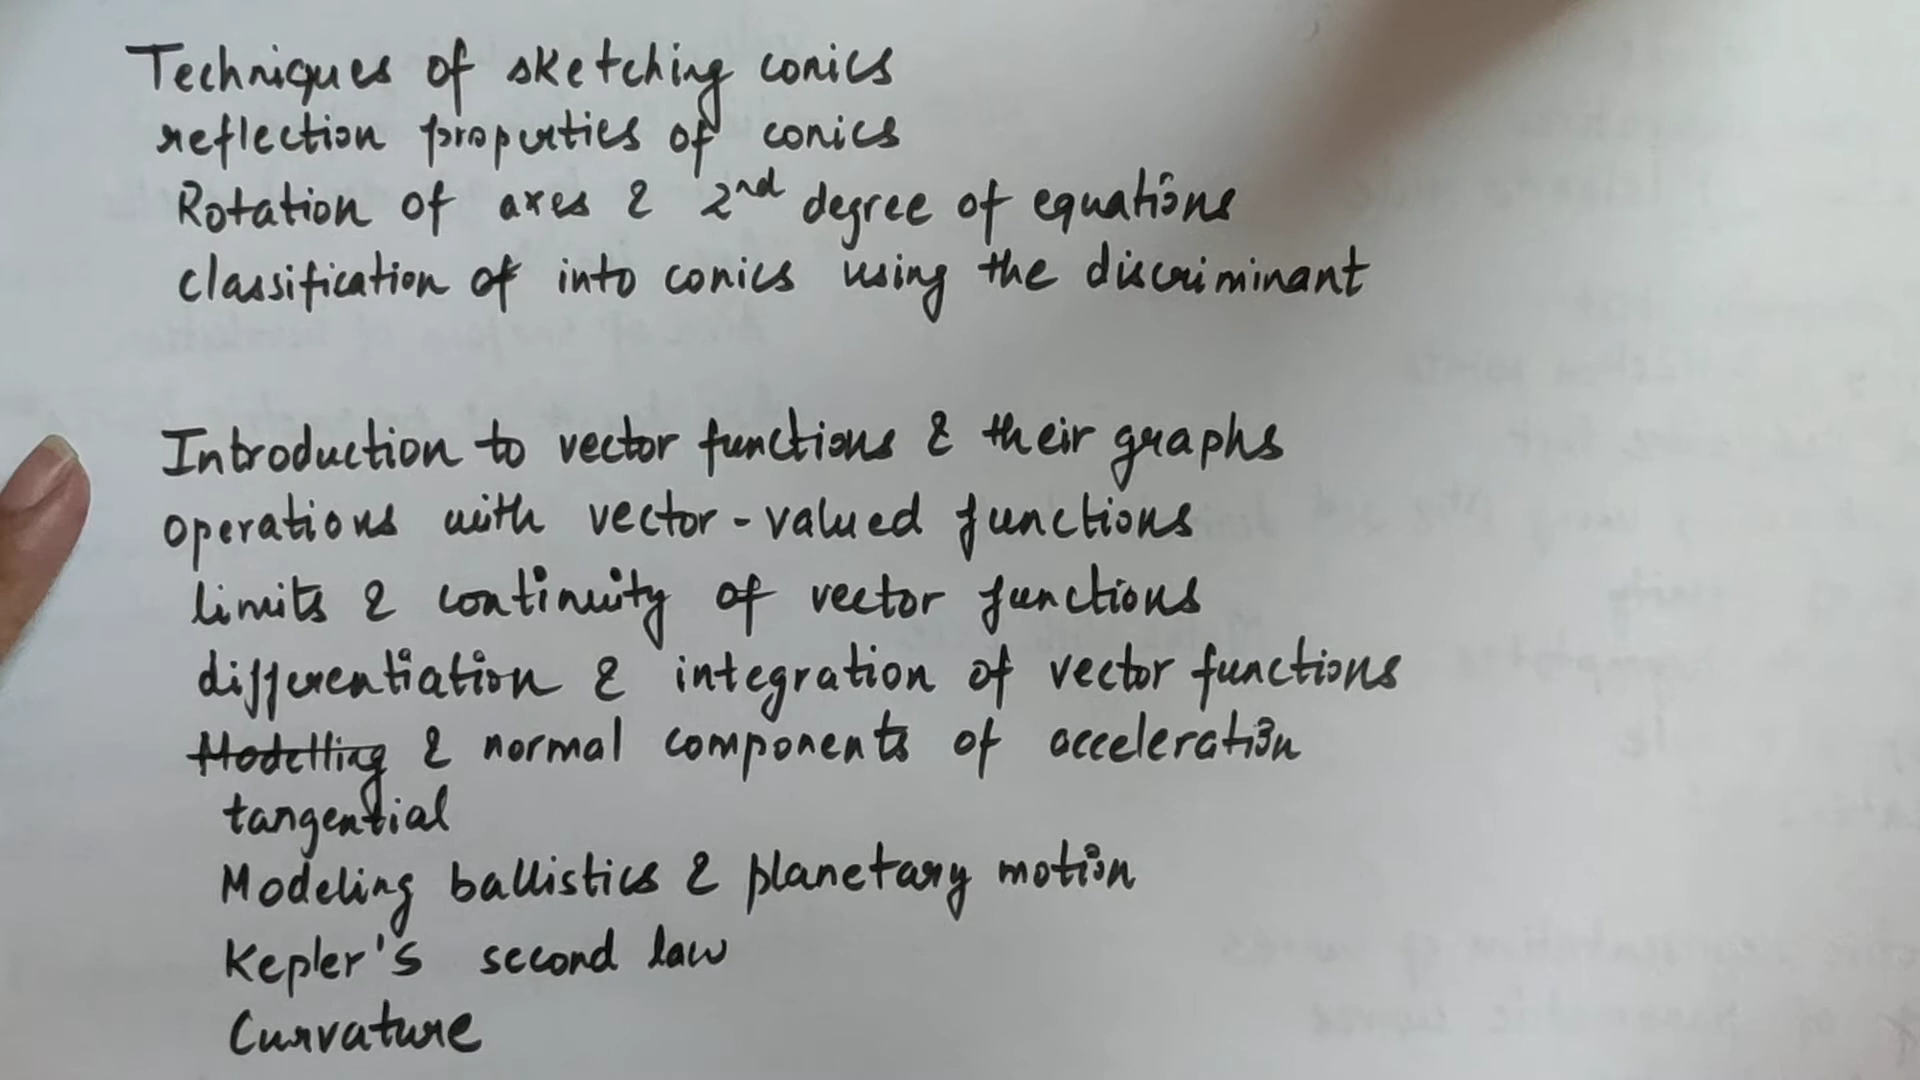 Techniques of sketching conics
reflection properties of conics
Rotation of axes & 2nd degree of equations
classification of into conics using the discriminant
Introduction to vector functions & their graphs
operations with vector-valued functions
limits & continuity of vector functions
differentiation & integration of vector functions
Modelling & normal components of acceleration
tangential
Modeling ballistics & planetary motion
Kepler's second law
Curvature